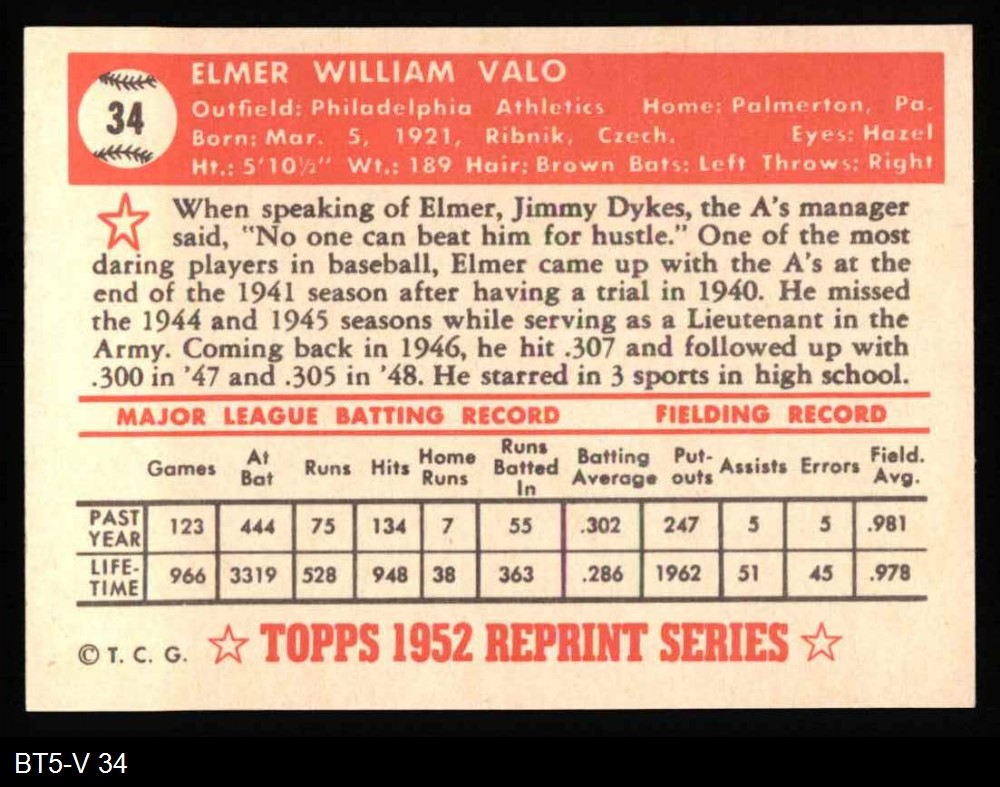 34
ELMER WILLIAM VALO
Outfield: Philadelphia Athletics Home: Palmerton, Pa.
Born: Mar. 5, 1921, Ribnik, Czech. Eyes: Hazel
Ht.: 5'10½" Wt.: 189 Hair: Brown Bats: Left Throws: Right
When speaking of Elmer, Jimmy Dykes, the A's manager
said, "No one can beat him for hustle." One of the most
daring players in baseball, Elmer came up with the A's at the
end of the 1941 season after having a trial in 1940. He missed
the 1944 and 1945 seasons while serving as a Lieutenant in the
Army. Coming back in 1946, he hit .307 and followed up with
.300 in '47 and .305 in '48. He starred in 3 sports in high school.
MAJOR LEAGUE BATTING RECORD FIELDING RECORD
Games At Bat Runs Hits Home Runs Runs Batted In Batting Average Put-outs Assists Errors Field. Avg.
PAST YEAR 123 444 75 134 7 55 .302 247 5 5 .981
LIFE-TIME 966 3319 528 948 38 363 .286 1962 51 45 .978
© T. C. G. TOPPS 1952 REPRINT SERIES
BT5-V 34